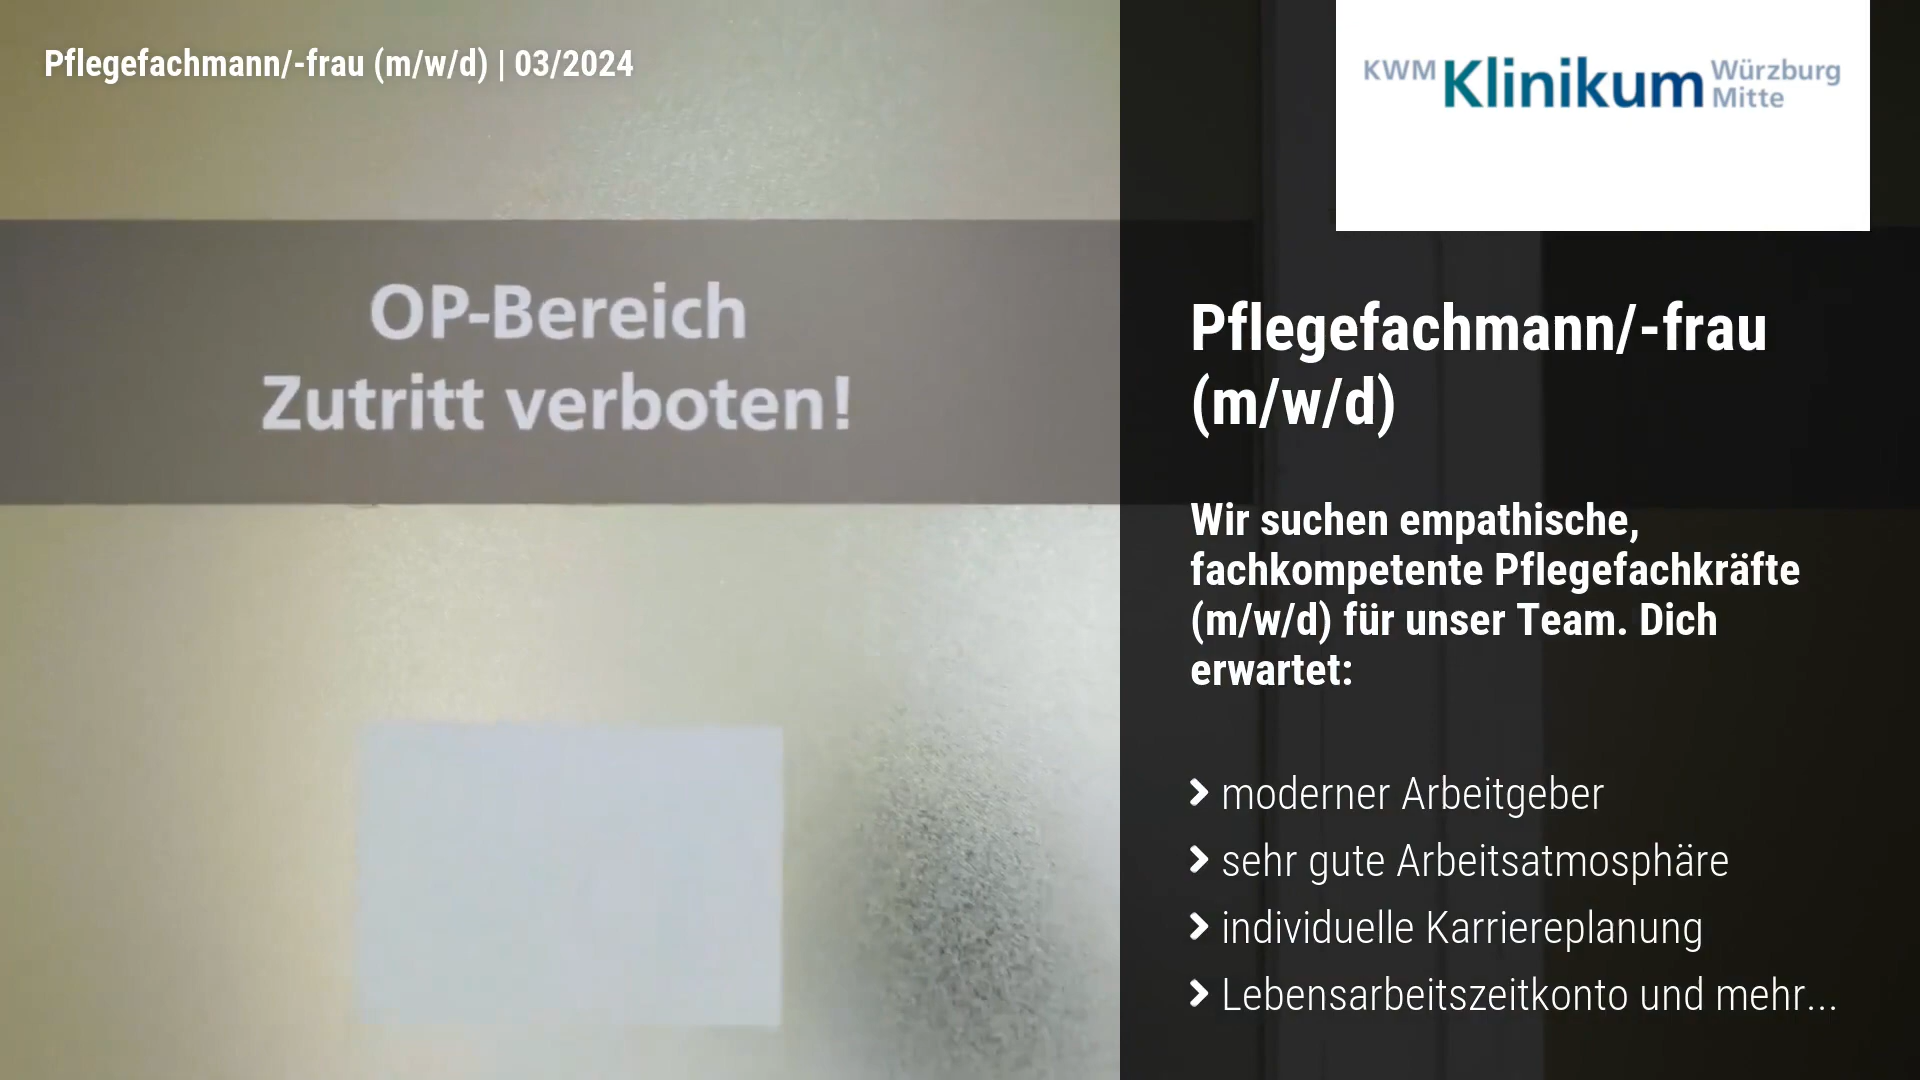 Pflegefachmann/-frau (m/w/d) | 03/2024
OP-Bereich
Zutritt verboten!
KWM Klinikum Würzburg
Mitte
Pflegefachmann/-frau
(m/w/d)
Wir suchen empathische,
fachkompetente Pflegefachkräfte
(m/w/d) für unser Team. Dich
erwartet:
moderner Arbeitgeber
sehr gute Arbeitsatmosphäre
individuelle Karriereplanung
Lebensarbeitszeitkonto und mehr...